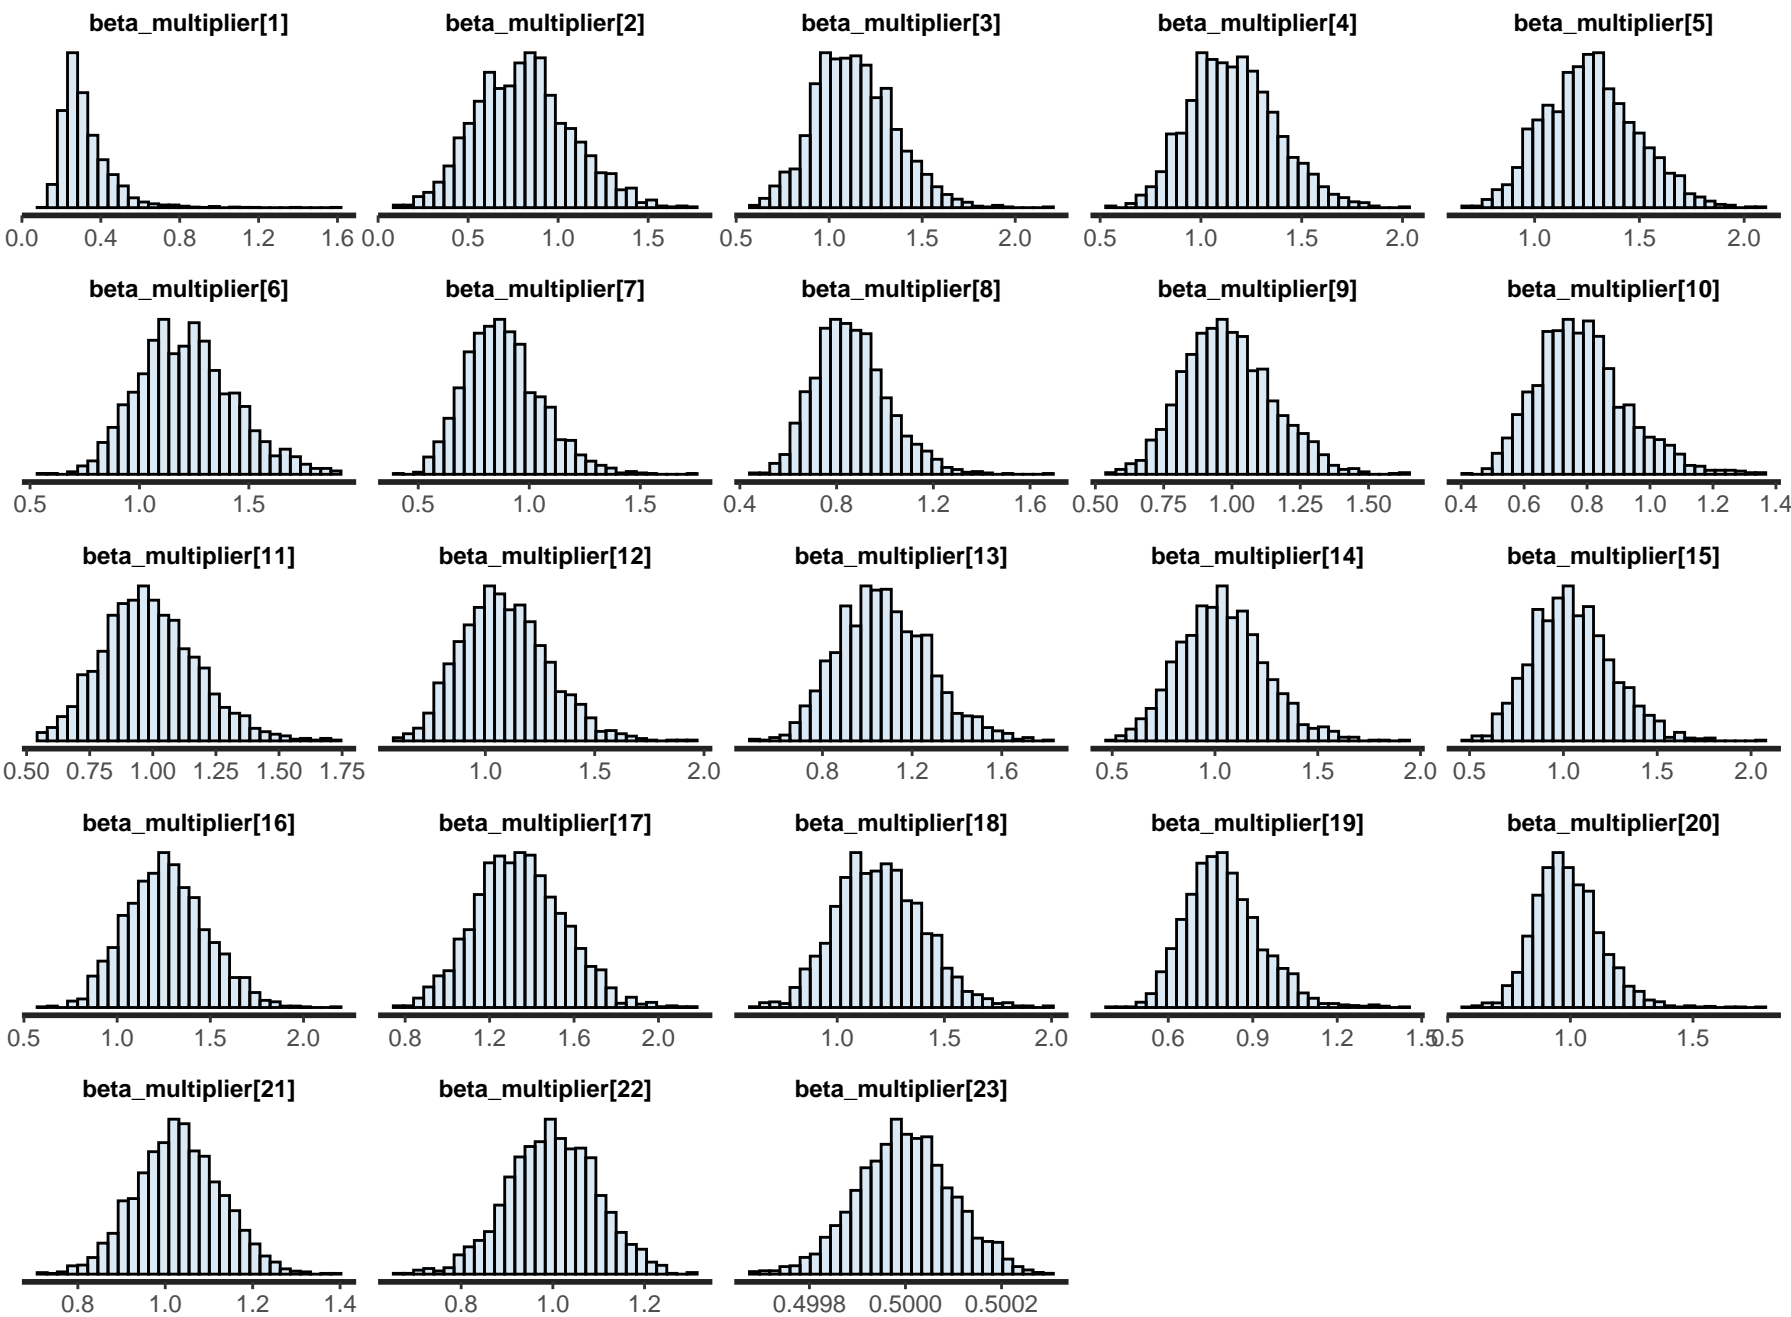 beta_multiplier[1] beta_multiplier[2] beta_multiplier[3] beta_multiplier[4] beta_multiplier[5]
0.0 0.4 0.8 1.2 1.6 0.0 0.5 1.0 1.5 0.5 1.0 1.5 2.0 0.5 1.0 1.5 2.0 1.0 1.5 2.0
beta_multiplier[6] beta_multiplier[7] beta_multiplier[8] beta_multiplier[9] beta_multiplier[10]
0.5 1.0 1.5 0.5 1.0 1.5 0.4 0.8 1.2 1.6 0.50 0.75 1.00 1.25 1.50 0.4 0.6 0.8 1.0 1.2 1.4
beta_multiplier[11] beta_multiplier[12] beta_multiplier[13] beta_multiplier[14] beta_multiplier[15]
0.50 0.75 1.00 1.25 1.50 1.75 1.0 1.5 2.0 0.8 1.2 1.6 0.5 1.0 1.5 2.0 0.5 1.0 1.5 2.0
beta_multiplier[16] beta_multiplier[17] beta_multiplier[18] beta_multiplier[19] beta_multiplier[20]
0.5 1.0 1.5 2.0 0.8 1.2 1.6 2.0 1.0 1.5 2.0 0.6 0.9 1.2 1.5 0.5 1.0 1.5
beta_multiplier[21] beta_multiplier[22] beta_multiplier[23]
0.8 1.0 1.2 1.4 0.8 1.0 1.2 0.4998 0.5000 0.5002